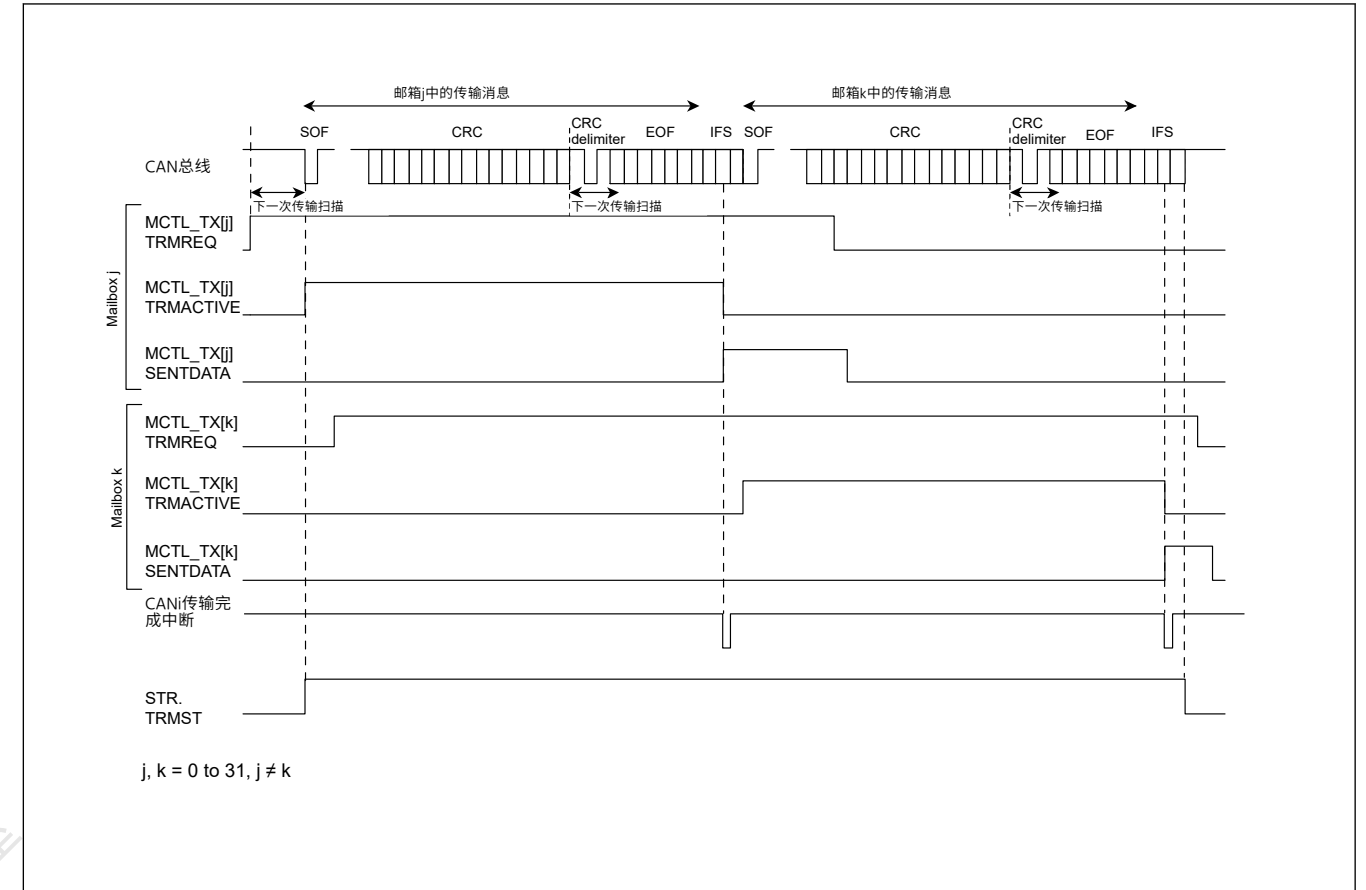 邮箱j中的传输消息
邮箱k中的传输消息
SOF
CRC
CRC
delimiter
EOF
IFS
SOF
CRC
CRC
delimiter
EOF
IFS
CAN总线
下一次传输扫描
下一次传输扫描
下一次传输扫描
Mailbox j
MCTL_TX[j]
TRMREQ
MCTL_TX[j]
TRMACTIVE
MCTL_TX[j]
SENTDATA
Mailbox k
MCTL_TX[k]
TRMREQ
MCTL_TX[k]
TRMACTIVE
MCTL_TX[k]
SENTDATA
CANi传输完
成中断
STR.
TRMST
j, k = 0 to 31, j ≠ k